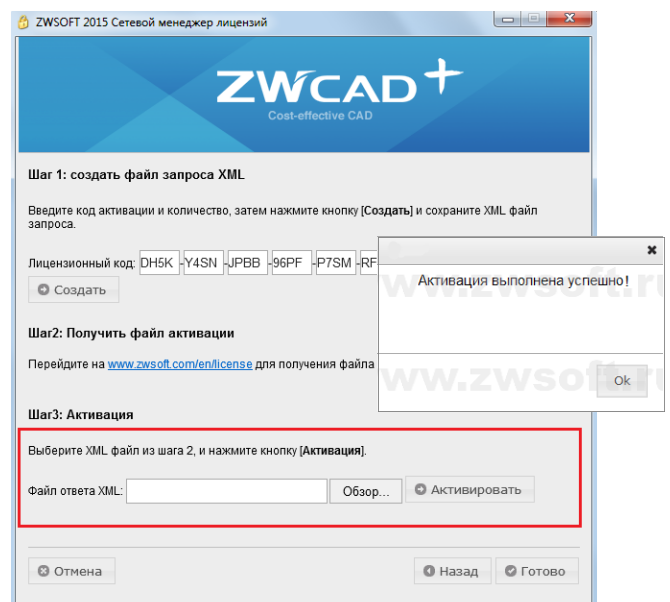 ZWSOFT 2015 Сетевой менеджер лицензий
ZWCAD+
Cost-effective CAD
Шаг 1: создать файл запроса XML
Введите код активации и количество, затем нажмите кнопку [Создать] и сохраните XML файл
запроса.
Лицензионный код: DH5K -Y4SN -JPBB -96PF -P7SM -RF
Создать
Активация выполнена успешно!
www.zwsoft.ru
Шаг2: Получить файл активации
Перейдите на www.zwsoft.com/en/license для получения файла
www.zwsoft.ru
Ok
Шаг3: Активация
Выберите XML файл из шага 2, и нажмите кнопку [Активация].
Файл ответа XML: Обзор... Активировать
Отмена Назад Готово